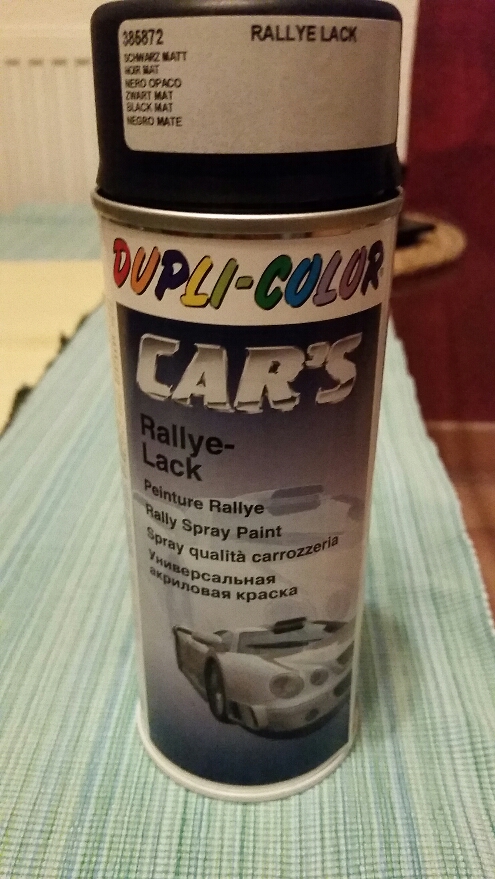 385872
RALLYE LACK
SCHWARZ MATT
NOIR MAT
NERO OPACO
ZWART MAT
BLACK MAT
NEGRO MATE
DUPLI-COLOR
CAR'S
Rallye-
Lack
Peinture Rallye
Rally Spray Paint
Spray qualità carrozzeria
Универсальная
акриловая краска